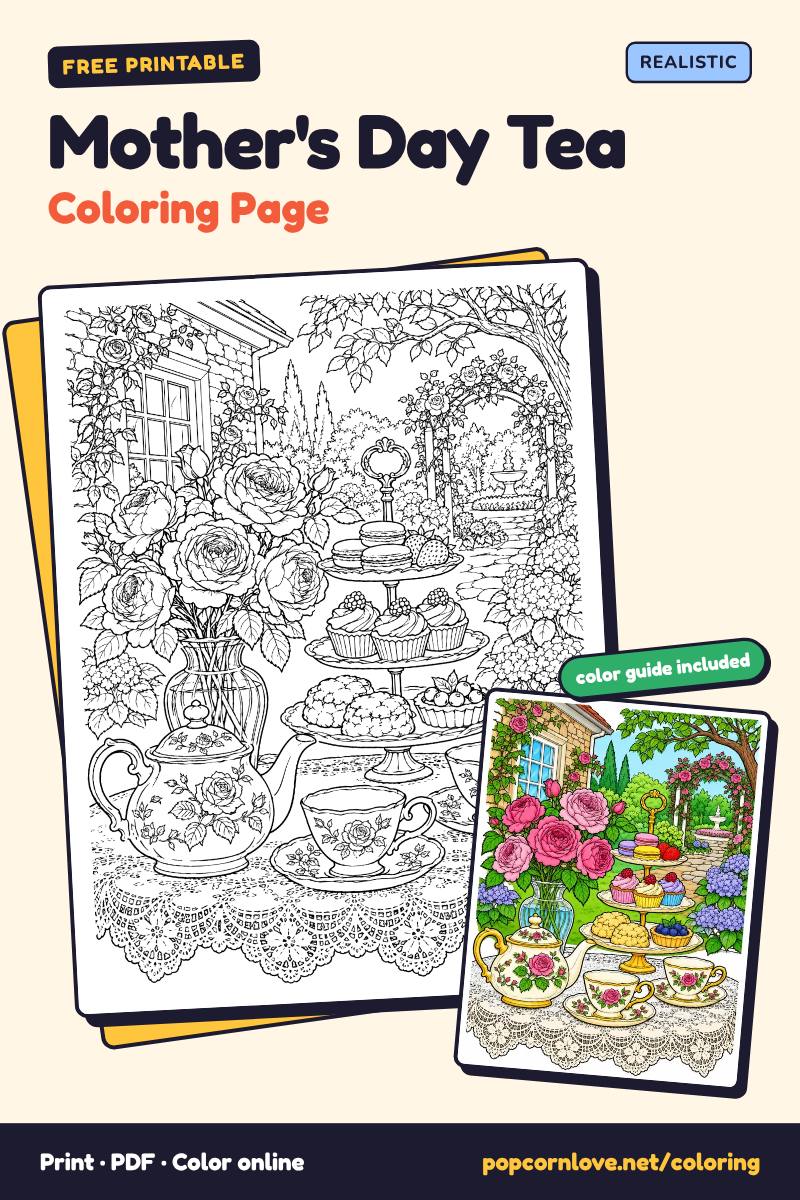 FREE PRINTABLE
REALISTIC
Mother's Day Tea
Coloring Page
color guide included
Print · PDF · Color online
popcornlove.net/coloring